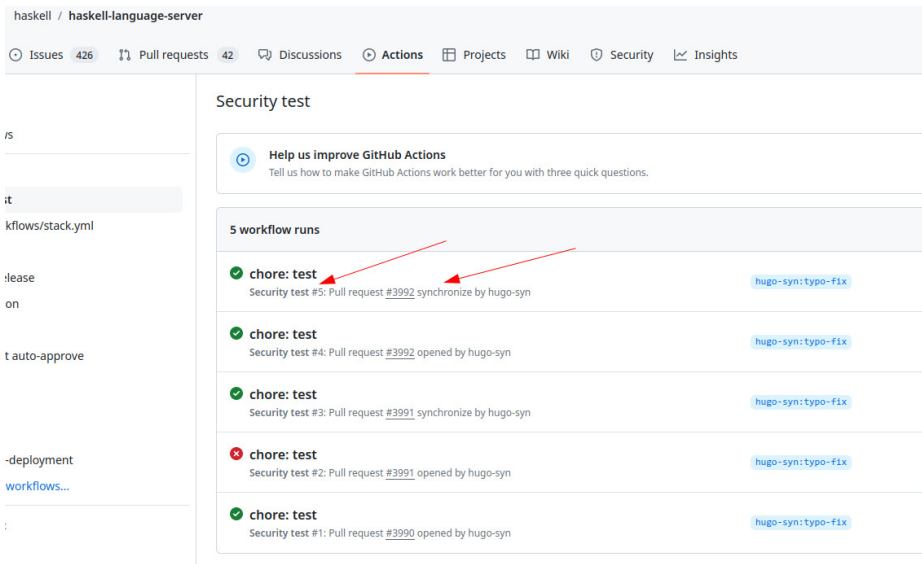 haskell / haskell-language-server
Issues 426 Pull requests 42 Discussions Actions Projects Wiki Security Insights
Security test
Help us improve GitHub Actions
Tell us how to make GitHub Actions work better for you with three quick questions.
st
kflows/stack.yml
elease
on
t auto-approve
-deployment
workflows...
5 workflow runs
chore: test
Security test #5: Pull request #3992 synchronize by hugo-syn
hugo-syn:typo-fix
chore: test
Security test #4: Pull request #3992 opened by hugo-syn
hugo-syn:typo-fix
chore: test
Security test #3: Pull request #3991 synchronize by hugo-syn
hugo-syn:typo-fix
chore: test
Security test #2: Pull request #3991 opened by hugo-syn
hugo-syn:typo-fix
chore: test
Security test #1: Pull request #3990 opened by hugo-syn
hugo-syn:typo-fix